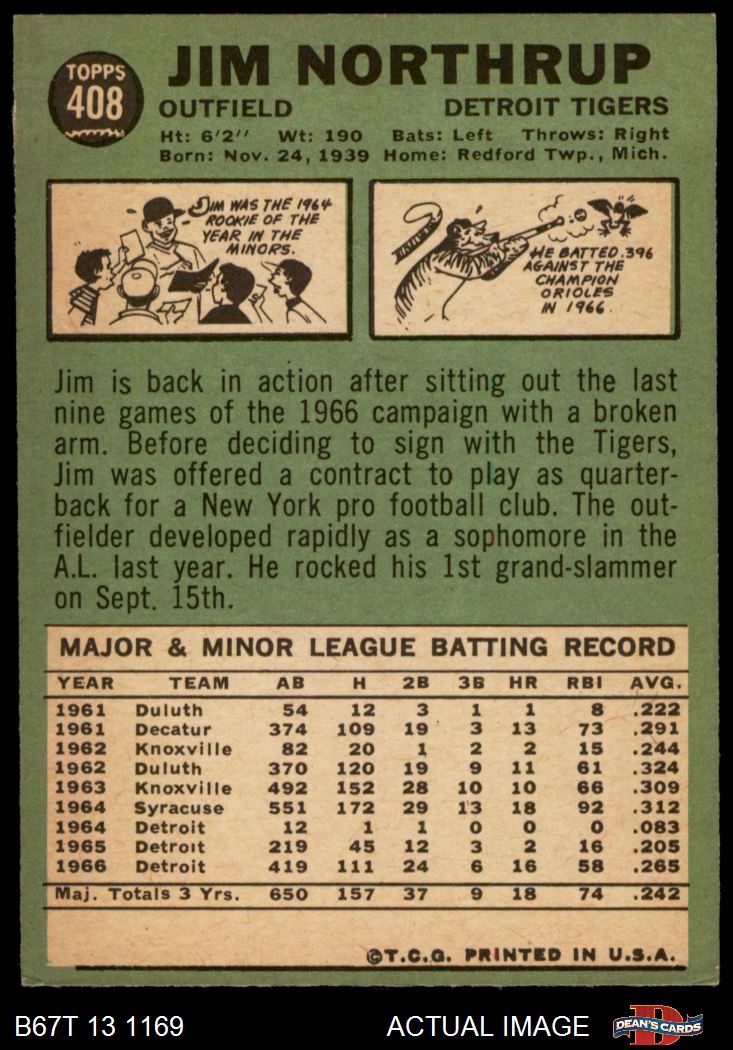 TOPPS
408
JIM NORTHRUP
OUTFIELD DETROIT TIGERS
Ht: 6'2'' Wt: 190 Bats: Left Throws: Right
Born: Nov. 24, 1939 Home: Redford Twp., Mich.
JIM WAS THE 1964
ROOKIE OF THE
YEAR IN THE
MINORS.
HE BATTED .396
AGAINST THE
CHAMPION
ORIOLES
IN 1966.
Jim is back in action after sitting out the last
nine games of the 1966 campaign with a broken
arm. Before deciding to sign with the Tigers,
Jim was offered a contract to play as quarter-
back for a New York pro football club. The out-
fielder developed rapidly as a sophomore in the
A.L. last year. He rocked his 1st grand-slammer
on Sept. 15th.
MAJOR & MINOR LEAGUE BATTING RECORD
YEAR TEAM AB H 2B 3B HR RBI AVG.
1961 Duluth 54 12 3 1 1 8 .222
1961 Decatur 374 109 19 3 13 73 .291
1962 Knoxville 82 20 1 2 2 15 .244
1962 Duluth 370 120 19 9 11 61 .324
1963 Knoxville 492 152 28 10 10 66 .309
1964 Syracuse 551 172 29 13 18 92 .312
1964 Detroit 12 1 1 0 0 0 .083
1965 Detroit 219 45 12 3 2 16 .205
1966 Detroit 419 111 24 6 16 58 .265
Maj. Totals 3 Yrs. 650 157 37 9 18 74 .242
©T.C.G. PRINTED IN U.S.A.
B67T 13 1169 ACTUAL IMAGE
D
DEAN'S CARDS